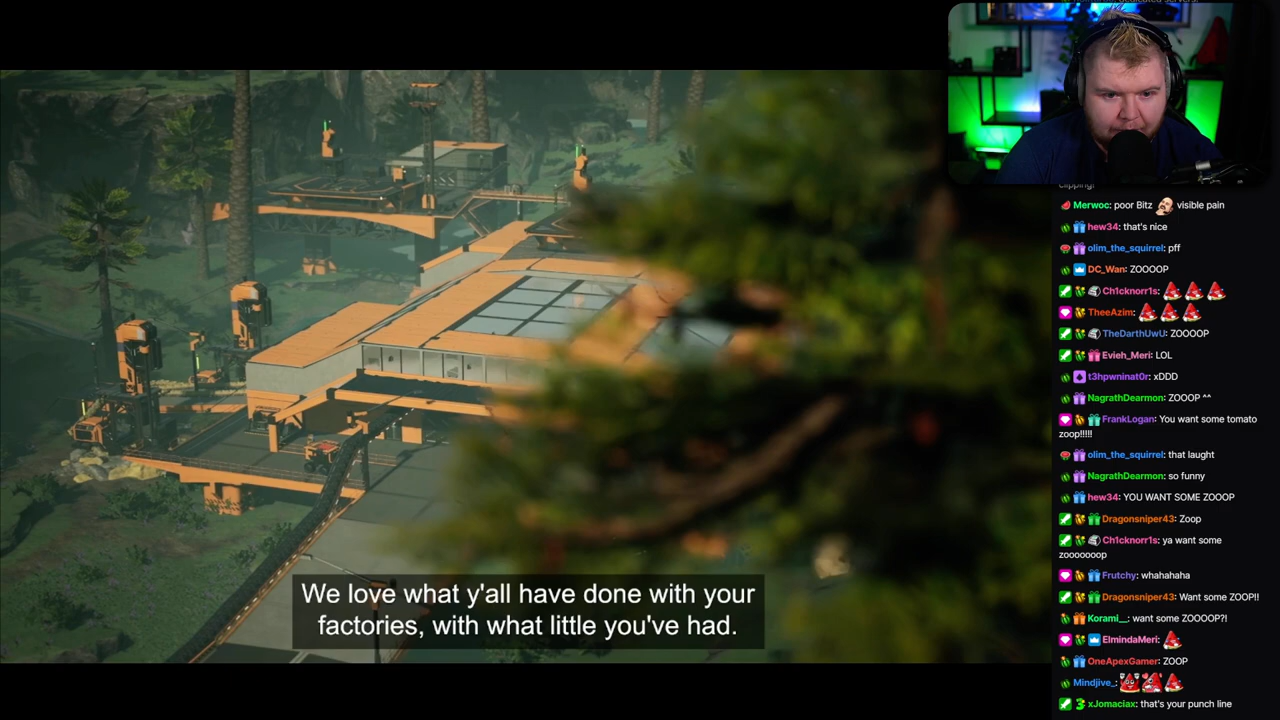 clipping!
Merwoc: poor Bitz visible pain
hew34: that's nice
olim_the_squirrel: pff
DC_Wan: ZOOOOP
Ch1cknorr1s:
TheeAzim:
TheDarthUwU: ZOOOOP
Evieh_Meri: LOL
t3hpwninat0r: xDDD
NagrathDearmon: ZOOOP ^^
FrankLogan: You want some tomato
zoop!!!!!
olim_the_squirrel: that laught
NagrathDearmon: so funny
hew34: YOU WANT SOME ZOOOP
Dragonsniper43: Zoop
Ch1cknorr1s: ya want some
zooooooop
Frutchy: whahahaha
Dragonsniper43: Want some ZOOP!!
Korami__: want some ZOOOOP?!
ElmindaMeri:
OneApexGamer: ZOOP
Mindjive_:
xJomaciax: that's your punch line
We love what y'all have done with your
factories, with what little you've had.